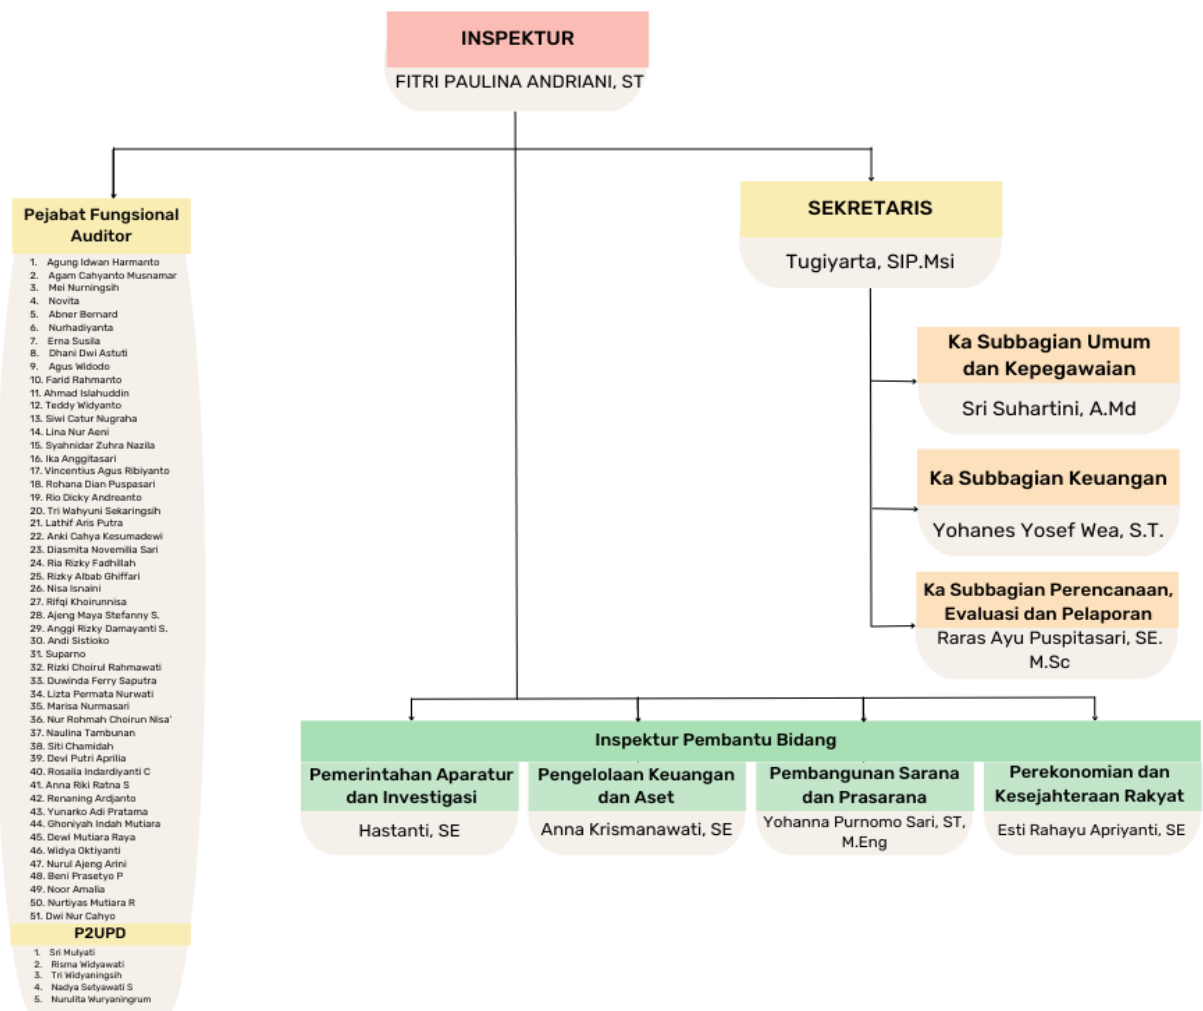 INSPEKTUR
FITRI PAULINA ANDRIANI, ST
Pejabat Fungsional
Auditor
1. Agung Idwan Harmanto
2. Agam Cahyanto Musnamar
3. Mei Nurningsih
4. Novita
5. Abner Bernard
6. Nurhadiyanta
7. Erna Susila
8. Dhani Dwi Astuti
9. Agus Widodo
10. Farid Rahmanto
11. Ahmad Islahuddin
12. Teddy Widyanto
13. Siwi Catur Nugraha
14. Lina Nur Aeni
15. Syahnidar Zuhra Nazila
16. Ika Anggitasari
17. Vincentius Agus Ribiyanto
18. Rohana Dian Puspasari
19. Rio Dicky Andreanto
20. Tri Wahyuni Sekaringsih
21. Lathif Aris Putra
22. Anki Cahya Kesumadewi
23. Diasmita Novemilia Sari
24. Ria Rizky Fadhillah
25. Rizky Albab Ghiffari
26. Nisa Isnaini
27. Rifqi Khoirunnisa
28. Ajeng Maya Stefanny S.
29. Anggi Rizky Damayanti S.
30. Andi Sistioko
31. Suparno
32. Rizki Choirul Rahmawati
33. Duwinda Ferry Saputra
34. Lizta Permata Nurwati
35. Marisa Nurmasari
36. Nur Rohmah Choirun Nisa'
37. Naulina Tambunan
38. Siti Chamidah
39. Devi Putri Aprilia
40. Rosalia Indardiyanti C
41. Anna Riki Ratna S
42. Renaning Ardjanto
43. Yunarko Adi Pratama
44. Ghoniyah Indah Mutiara
45. Dewi Mutiara Raya
46. Widya Oktiyanti
47. Nurul Ajeng Arini
48. Beni Prasetyo P
49. Noor Amalia
50. Nurtiyas Mutiara R
51. Dwi Nur Cahyo
P2UPD
1. Sri Mulyati
2. Risma Widyawati
3. Tri Widyaningsih
4. Nadya Setyawati S
5. Nurulita Wuryaningrum
SEKRETARIS
Tugiyarta, SIP.Msi
Ka Subbagian Umum
dan Kepegawaian
Sri Suhartini, A.Md
Ka Subbagian Keuangan
Yohanes Yosef Wea, S.T.
Ka Subbagian Perencanaan,
Evaluasi dan Pelaporan
Raras Ayu Puspitasari, SE.
M.Sc
Inspektur Pembantu Bidang
Pemerintahan Aparatur
dan Investigasi
Hastanti, SE
Pengelolaan Keuangan
dan Aset
Anna Krismanawati, SE
Pembangunan Sarana
dan Prasarana
Yohanna Purnomo Sari, ST,
M.Eng
Perekonomian dan
Kesejahteraan Rakyat
Esti Rahayu Apriyanti, SE